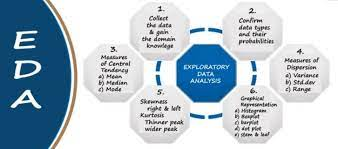 E
D
A
1.
Collect
the data
& gain
the domain
knowlege
2.
Confirm
data types
and their
probabilities
3.
Measures
of Central
Tendency
a) Mean
b) Median
c) Mode
EXPLORATORY
DATA
ANALYSIS
4.
Measures
of Dispersion
a) Variance
b) Std.dev
c) Range
5.
Skewness
right & left
Kurtosis
Thinner peak
wider peak
6.
Graphical
Representation
a) Histogram
b) Boxplot
c) barplot
d) dot plot
e) stem & leaf